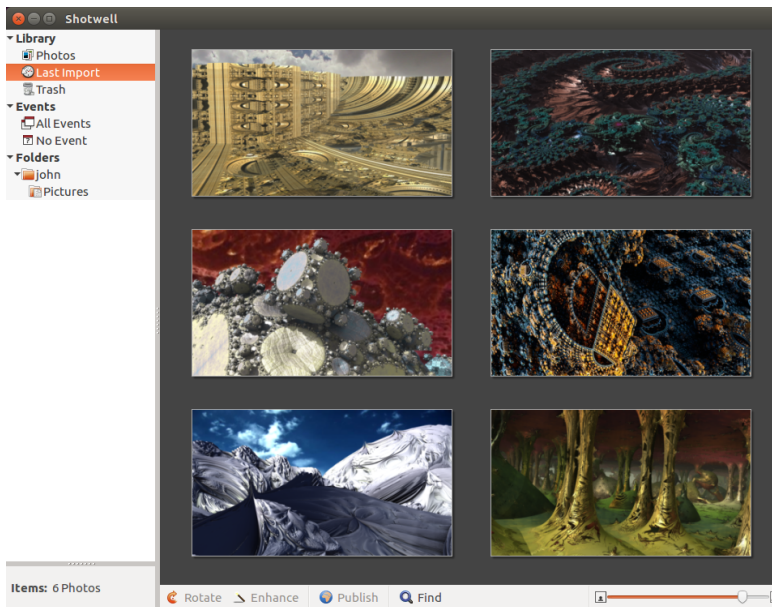 Shotwell
Library
Photos
Last Import
Trash
Events
All Events
No Event
Folders
john
Pictures
Items: 6 Photos
Rotate Enhance Publish Find